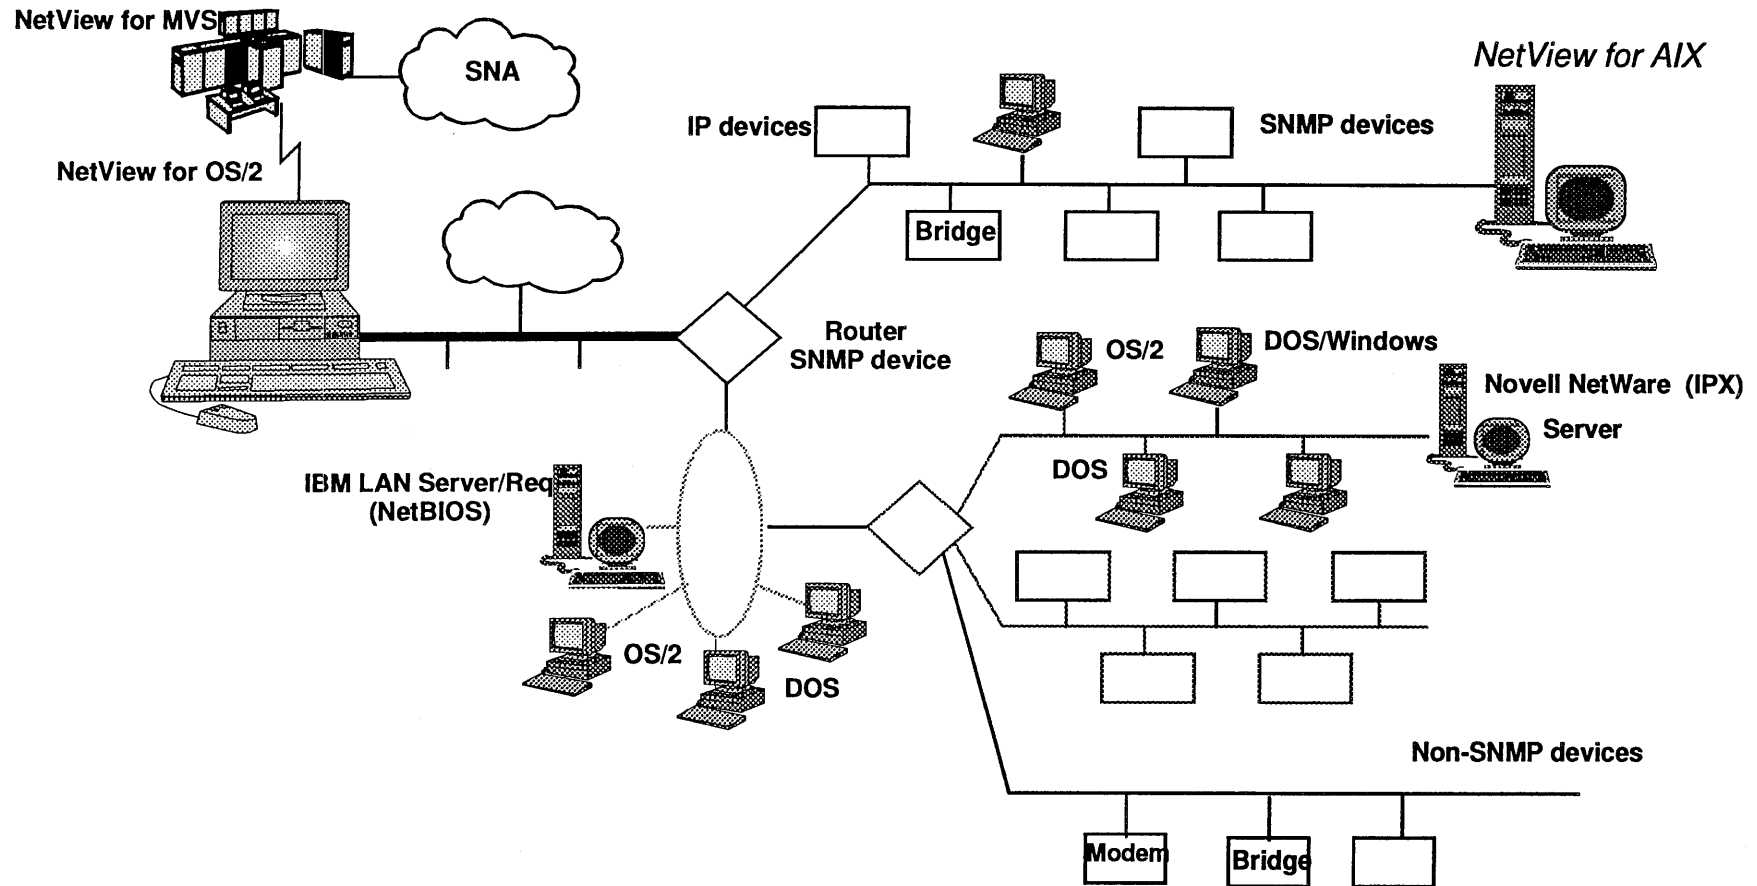 NetView for MVS
SNA
NetView for AIX
IP devices
SNMP devices
NetView for OS/2
Bridge
Router
SNMP device
OS/2
DOS/Windows
Novell NetWare (IPX)
Server
DOS
IBM LAN Server/Req
(NetBIOS)
OS/2
DOS
Non-SNMP devices
Modem
Bridge